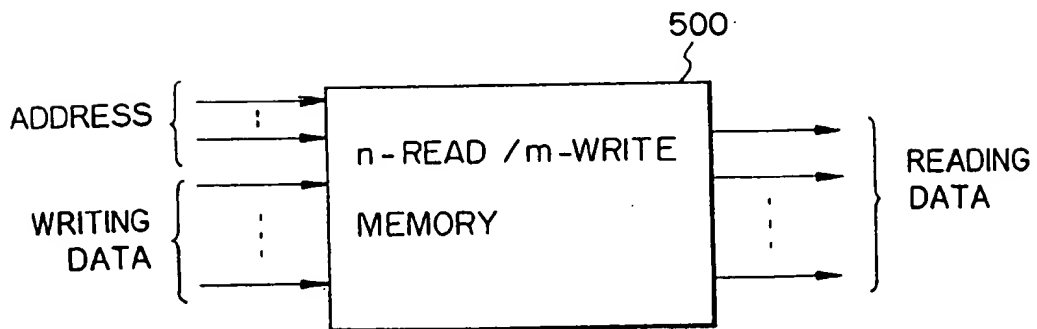 500
ADDRESS
n-READ /m-WRITE
MEMORY
WRITING
DATA
READING
DATA